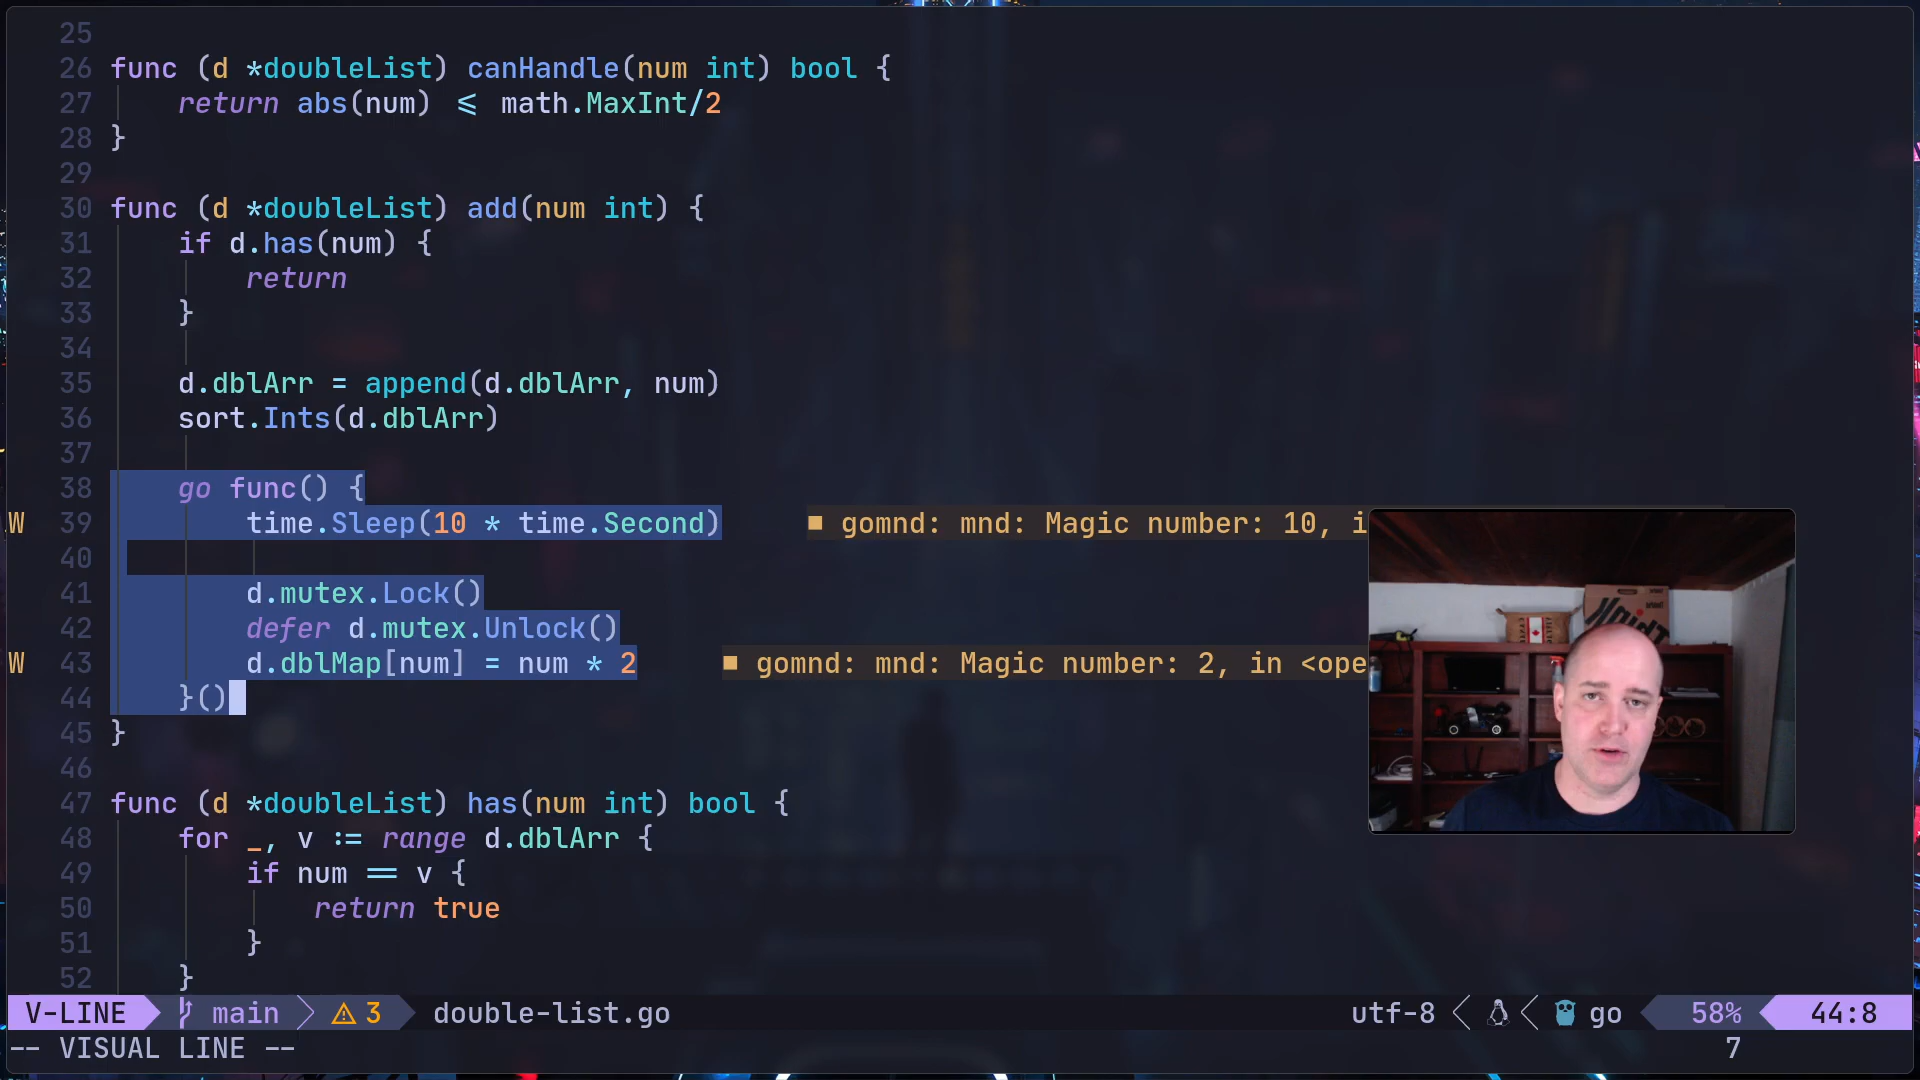 25
26 func (d *doubleList) canHandle(num int) bool {
27 return abs(num) <= math.MaxInt/2
28 }
29
30 func (d *doubleList) add(num int) {
31 if d.has(num) {
32 return
33 }
34
35 d.dblArr = append(d.dblArr, num)
36 sort.Ints(d.dblArr)
37
38 go func() {
W 39 time.Sleep(10 * time.Second) ■ gomnd: mnd: Magic number: 10, i
40
41 d.mutex.Lock()
42 defer d.mutex.Unlock()
W 43 d.dblMap[num] = num * 2 ■ gomnd: mnd: Magic number: 2, in <ope
44 }()
45 }
46
47 func (d *doubleList) has(num int) bool {
48 for _, v := range d.dblArr {
49 if num == v {
50 return true
51 }
52 }
V-LINE main 3 double-list.go utf-8 go 58% 44:8
-- VISUAL LINE -- 7